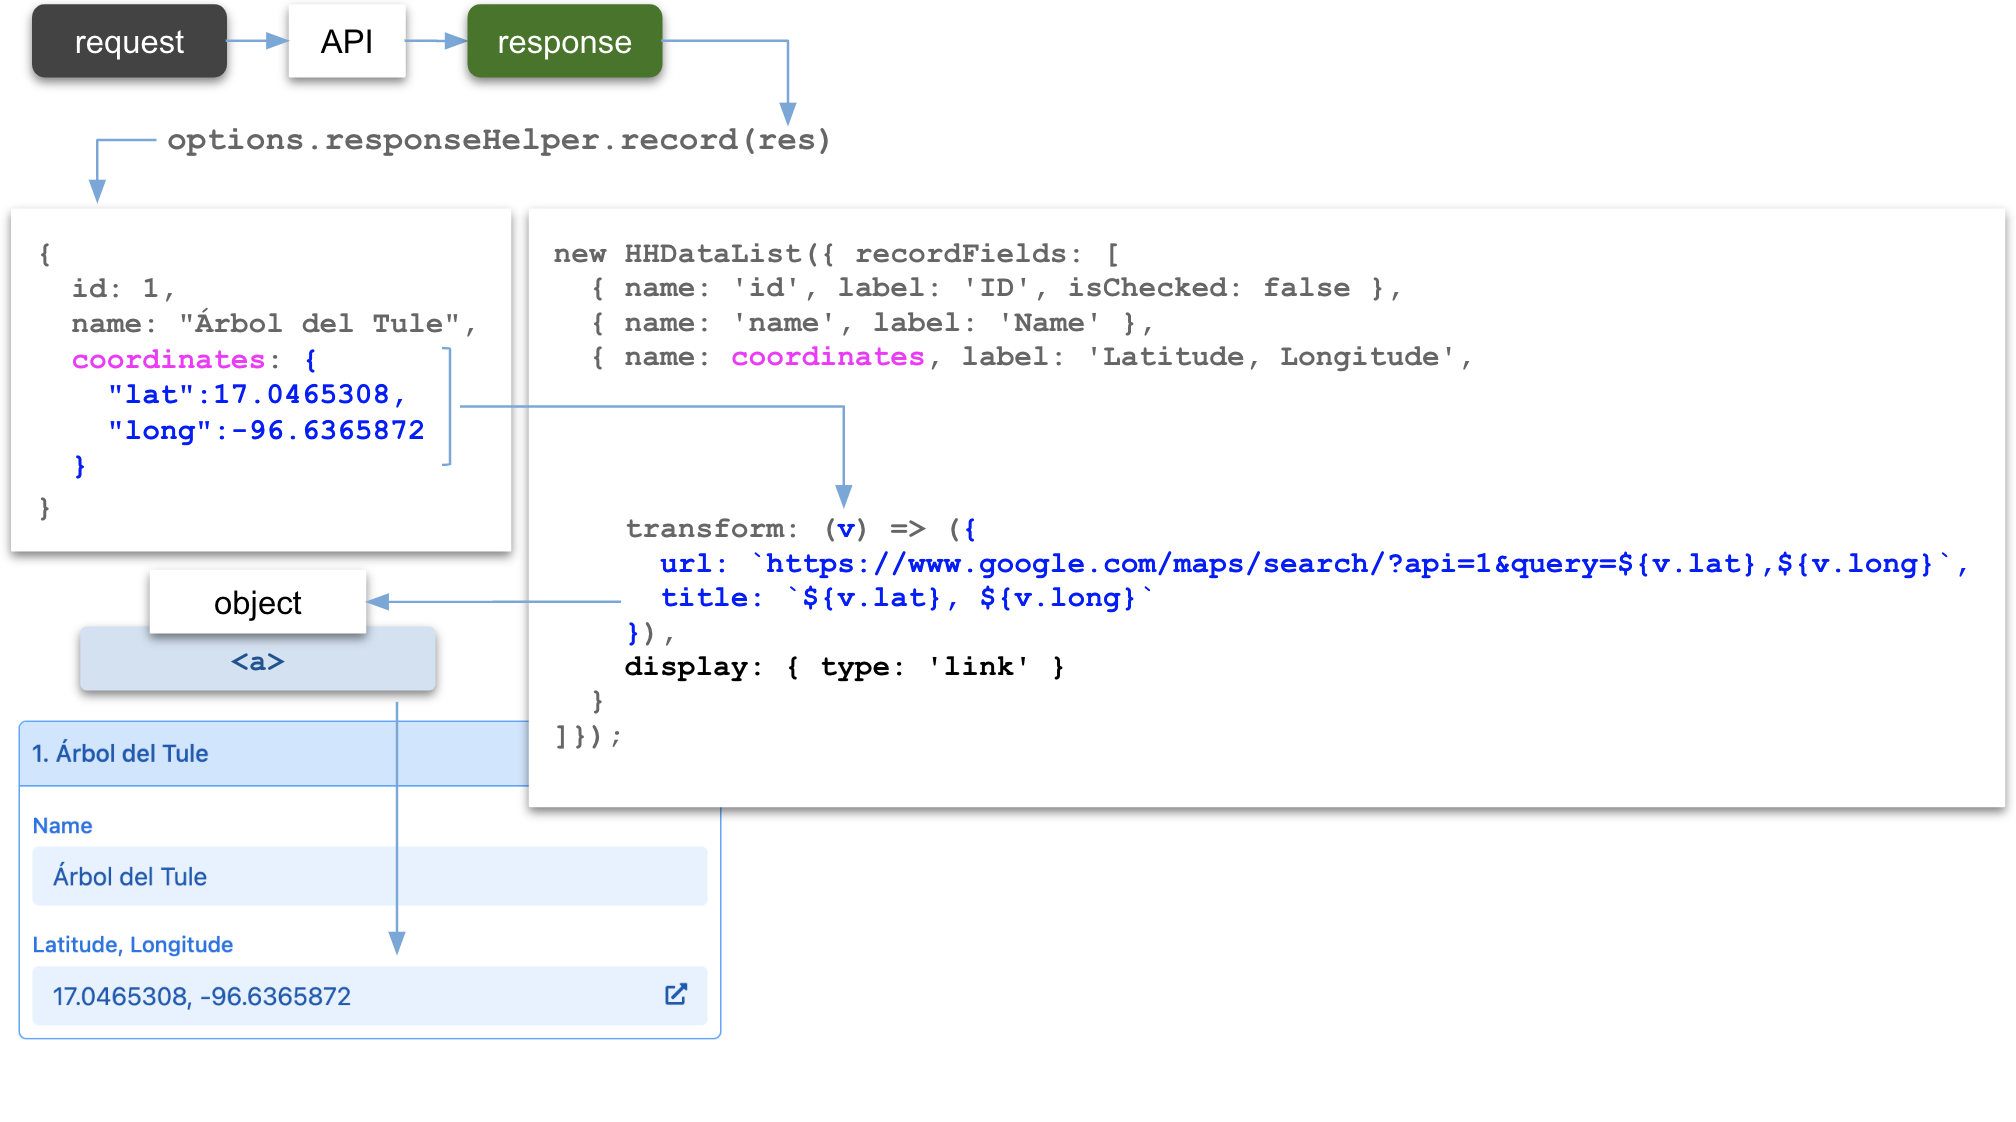 request
API
response
options.responseHelper.record(res)
{
  id: 1,
  name: "Árbol del Tule",
  coordinates: {
    "lat":17.0465308,
    "long":-96.6365872
  }
}
new HHDataList({ recordFields: [
  { name: 'id', label: 'ID', isChecked: false },
  { name: 'name', label: 'Name' },
  { name: coordinates, label: 'Latitude, Longitude',
    transform: (v) => ({
      url: `https://www.google.com/maps/search/?api=1&query=${v.lat},${v.long}`,
      title: `${v.lat}, ${v.long}`
    }),
    display: { type: 'link' }
  }
]});
object
<a>
1. Árbol del Tule
Name
Árbol del Tule
Latitude, Longitude
17.0465308, -96.6365872